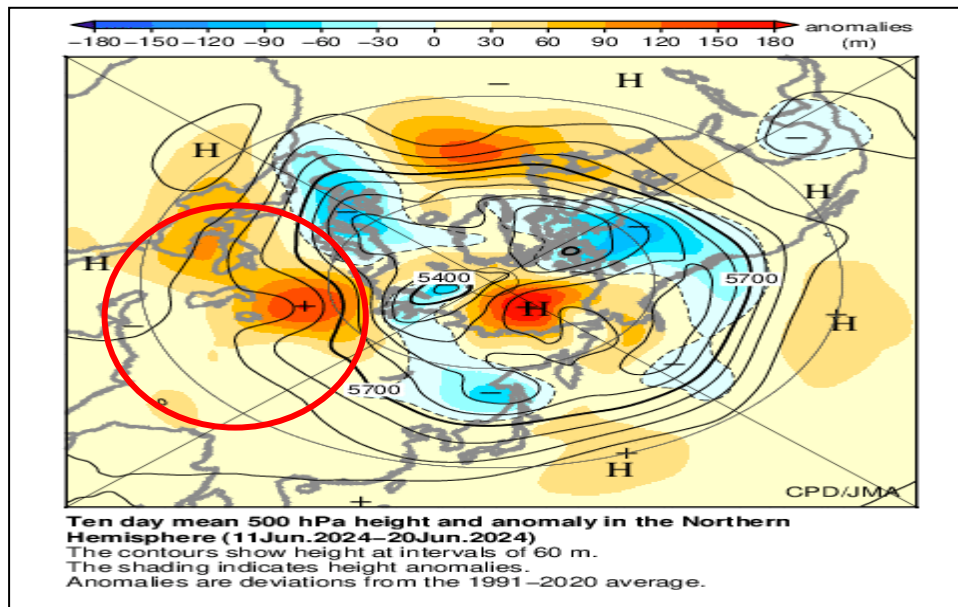 −180−150−120 −90 −60 −30 0 30 60 90 120 150 180 anomalies
(m)
− H
−
H
− H
−
H 5400 5700
+ H + H
−
5700 − −
+
H
+ CPD/JMA
Ten day mean 500 hPa height and anomaly in the Northern
Hemisphere (11Jun.2024−20Jun.2024)
The contours show height at intervals of 60 m.
The shading indicates height anomalies.
Anomalies are deviations from the 1991−2020 average.